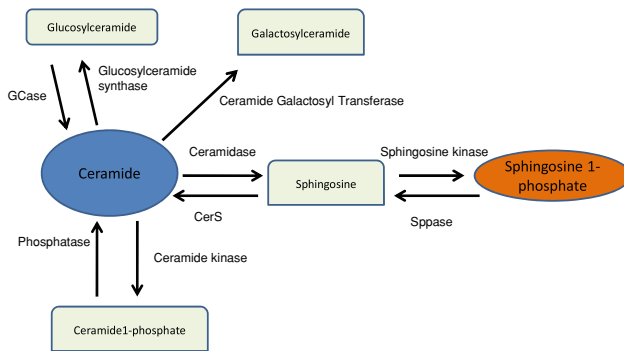 Glucosylceramide
Galactosylceramide
Glucosylceramide
synthase
GCase
Ceramide Galactosyl Transferase
Ceramidase
Sphingosine kinase
Ceramide
Sphingosine
Sphingosine 1-
phosphate
CerS
Sppase
Phosphatase
Ceramide kinase
Ceramide1-phosphate